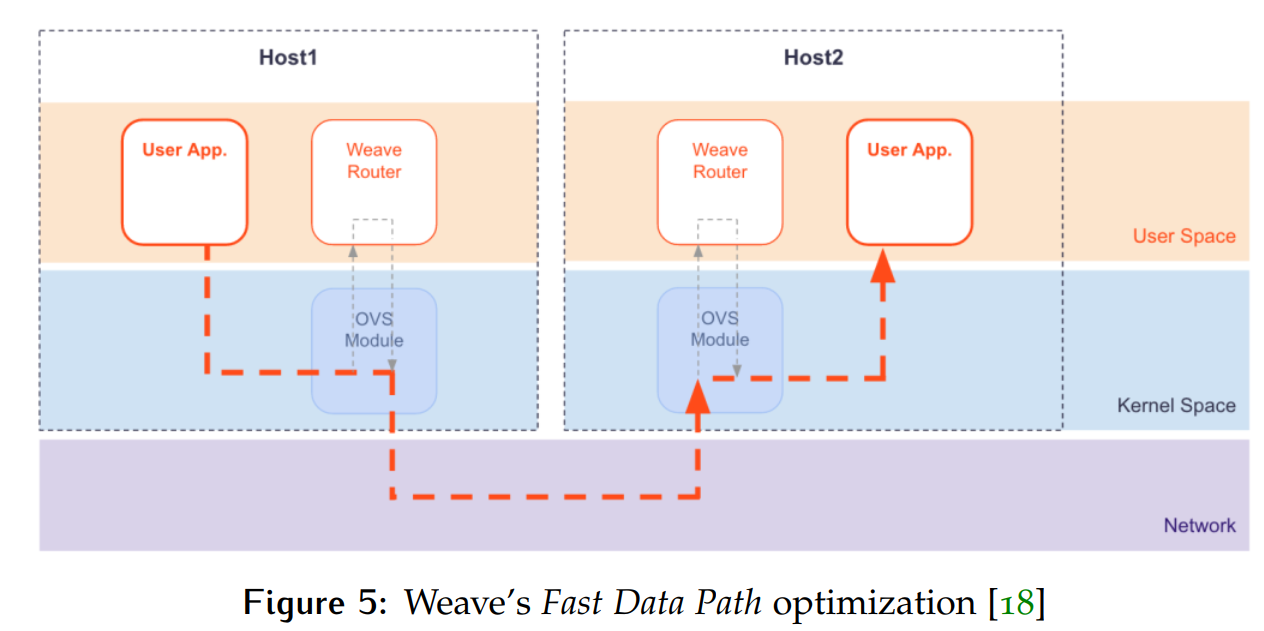 Host1
Host2
User App.
Weave
Router
Weave
Router
User App.
User Space
OVS
Module
OVS
Module
Kernel Space
Network
Figure 5: Weave's Fast Data Path optimization [18]